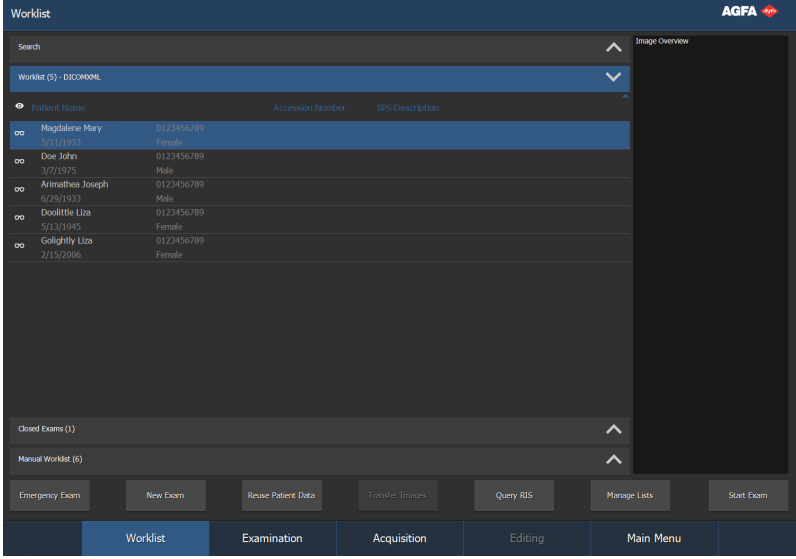 Worklist
AGFA Agfa
Search
Image Overview
Worklist (5) - DICOMXML
Patient Name Accession Number SPS Description
Magdalene Mary 0123456789
5/11/1933 Female
Doe John 0123456789
3/7/1975 Male
Arimathea Joseph 0123456789
6/29/1933 Male
Doolittle Liza 0123456789
5/13/1945 Female
Golightly Liza 0123456789
2/15/2006 Female
Closed Exams (1)
Manual Worklist (6)
Emergency Exam New Exam Reuse Patient Data Transfer Images Query RIS Manage Lists Start Exam
Worklist Examination Acquisition Editing Main Menu